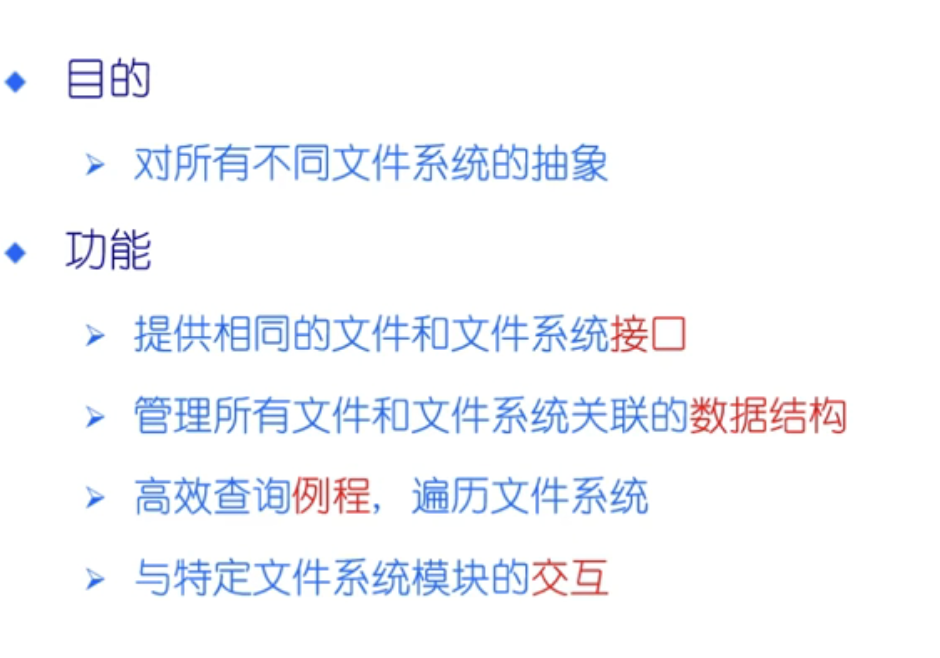 目的
对所有不同文件系统的抽象
功能
提供相同的文件和文件系统接口
管理所有文件和文件系统关联的数据结构
高效查询例程，遍历文件系统
与特定文件系统模块的交互